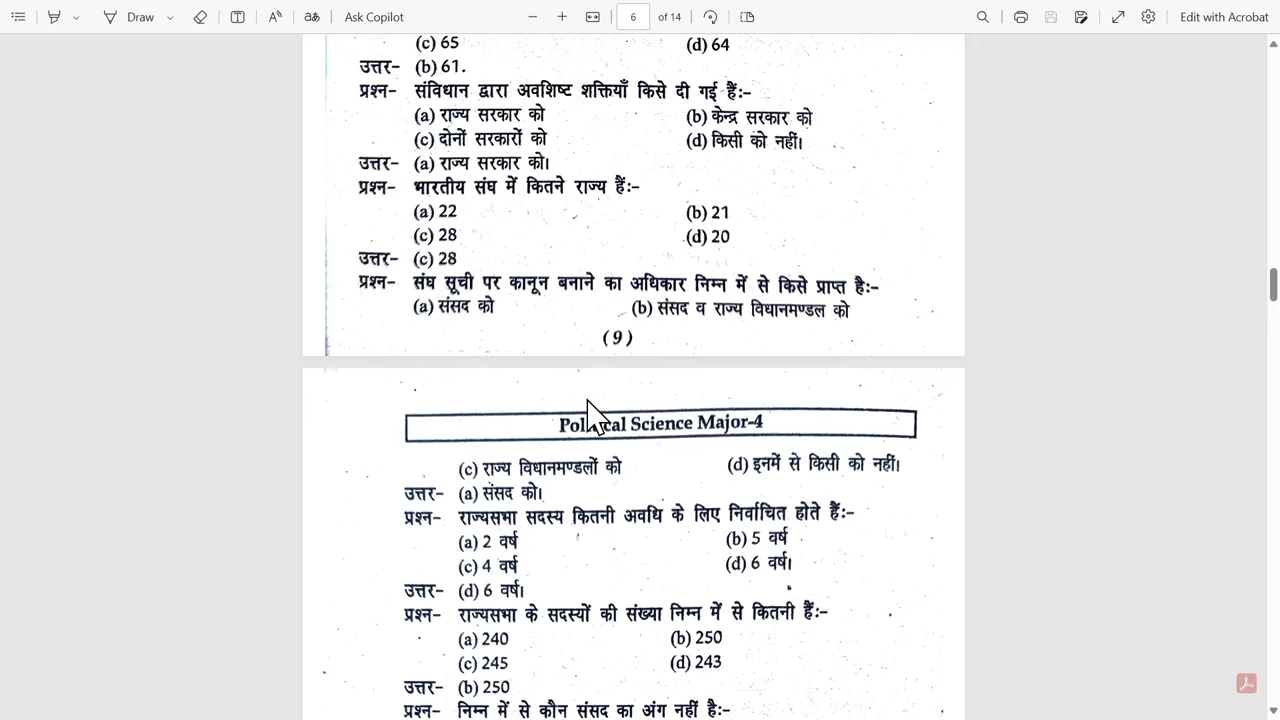 Draw
Ask Copilot
6 of 14
Edit with Acrobat
(c) 65 (d) 64
उत्तर- (b) 61.
प्रश्न- संविधान द्वारा अवशिष्ट शक्तियाँ किसे दी गई हैं:-
(a) राज्य सरकार को (b) केन्द्र सरकार को
(c) दोनों सरकारों को (d) किसी को नहीं।
उत्तर- (a) राज्य सरकार को।
प्रश्न- भारतीय संघ में कितने राज्य हैं:-
(a) 22 (b) 21
(c) 28 (d) 20
उत्तर- (c) 28
प्रश्न- संघ सूची पर कानून बनाने का अधिकार निम्न में से किसे प्राप्त है:-
(a) संसद को (b) संसद व राज्य विधानमण्डल को
(9)
Political Science Major-4
(c) राज्य विधानमण्डलों को (d) इनमें से किसी को नहीं।
उत्तर- (a) संसद को।
प्रश्न- राज्यसभा सदस्य कितनी अवधि के लिए निर्वाचित होते हैं:-
(a) 2 वर्ष (b) 5 वर्ष
(c) 4 वर्ष (d) 6 वर्ष।
उत्तर- (d) 6 वर्ष।
प्रश्न- राज्यसभा के सदस्यों की संख्या निम्न में से कितनी हैं:-
(a) 240 (b) 250
(c) 245 (d) 243
उत्तर- (b) 250
प्रश्न- निम्न में से कौन संसद का अंग नहीं है:-